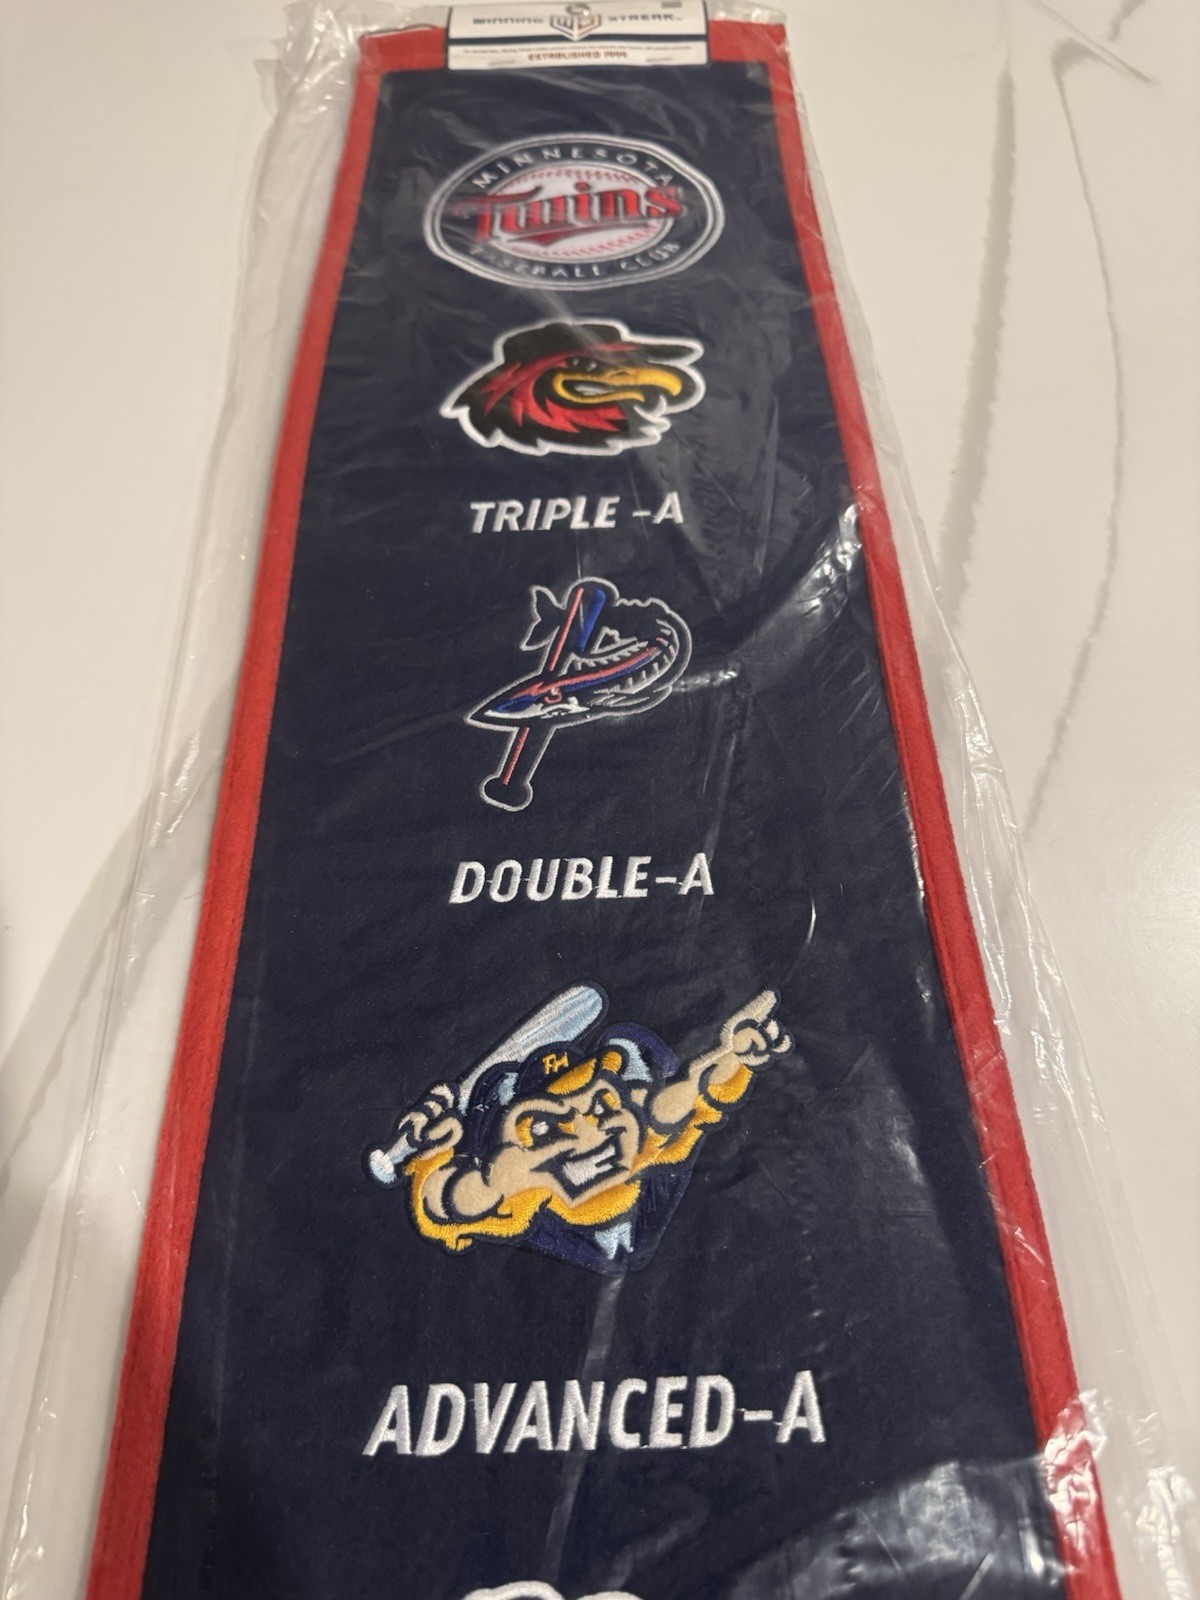 WINNING STREAK
ESTABLISHED
MINNESOTA
Twins
BASEBALL CLUB
TRIPLE -A
DOUBLE-A
FM
ADVANCED-A